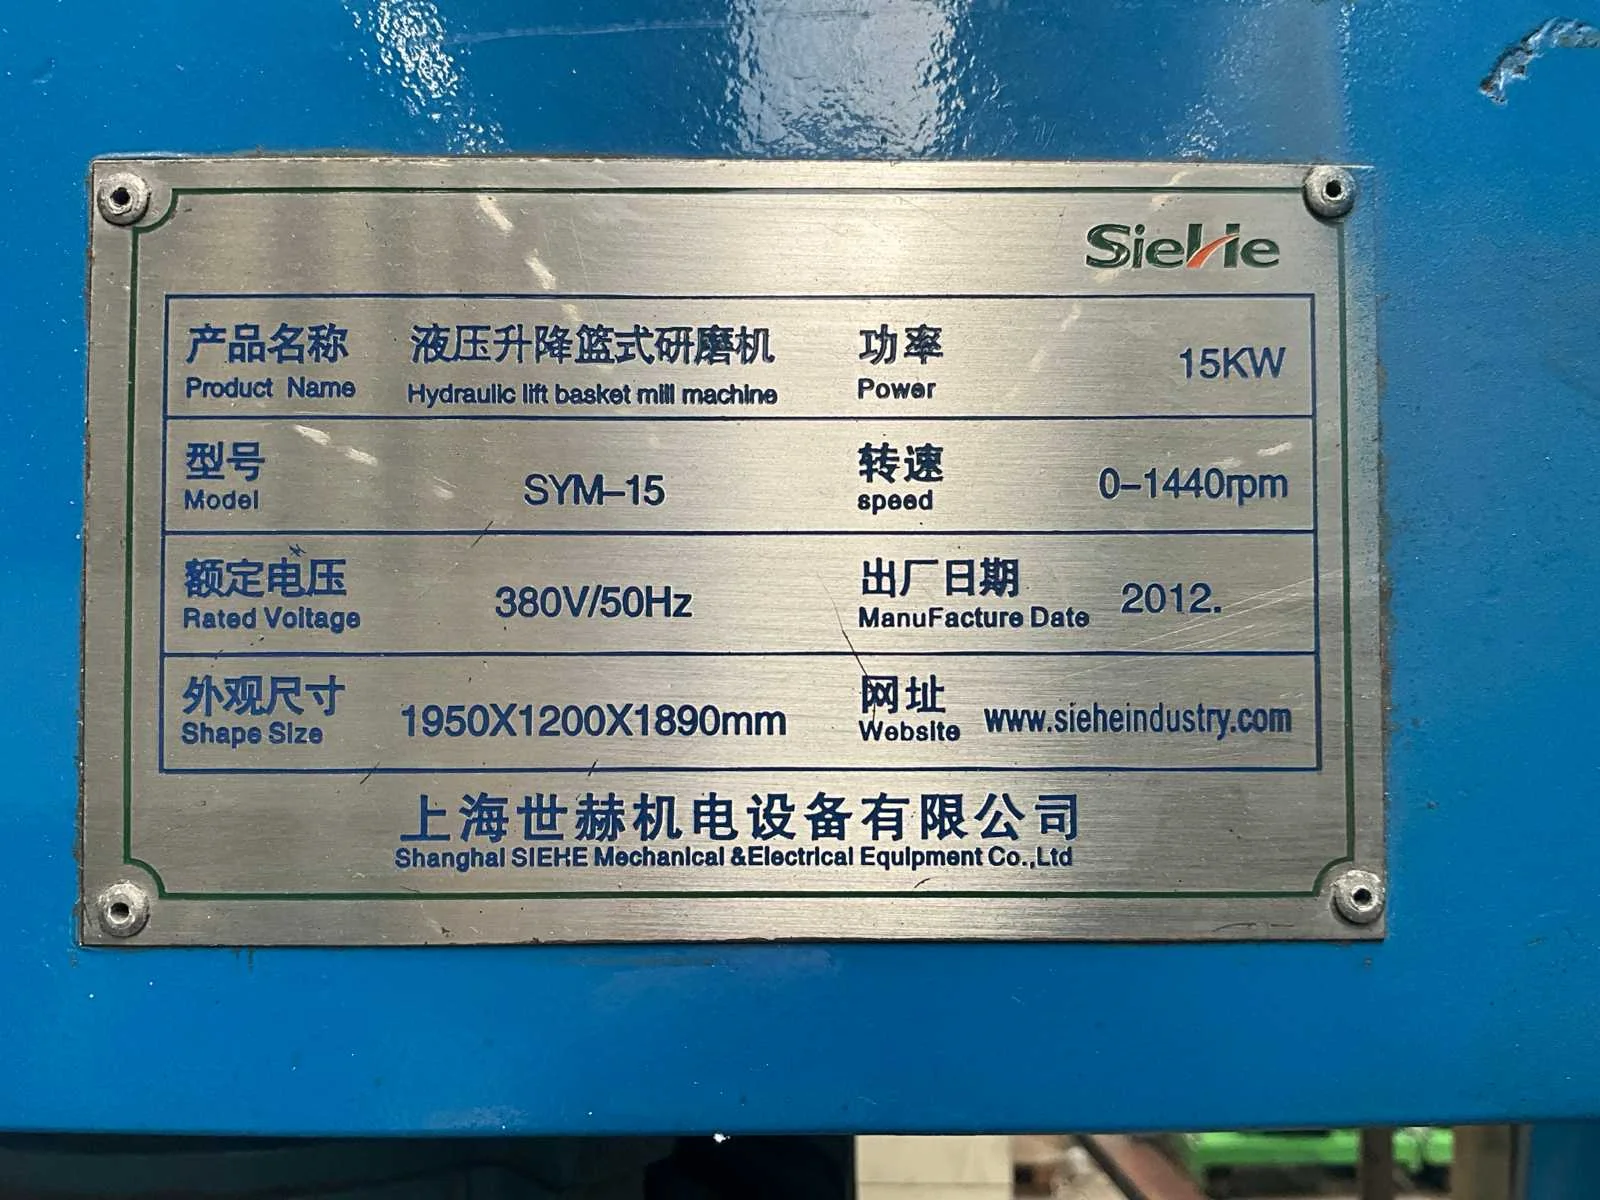 SieHe
产品名称 液压升降篮式研磨机 功率 15KW
Product Name Hydraulic lift basket mill machine Power
型号 SYM-15 转速 0-1440rpm
Model speed
额定电压 380V/50Hz 出厂日期 2012.
Rated Voltage ManuFacture Date
外观尺寸 1950X1200X1890mm 网址 www.sieheindustry.com
Shape Size Website
上海世赫机电设备有限公司
Shanghai SIEHE Mechanical &Electrical Equipment Co.,Ltd